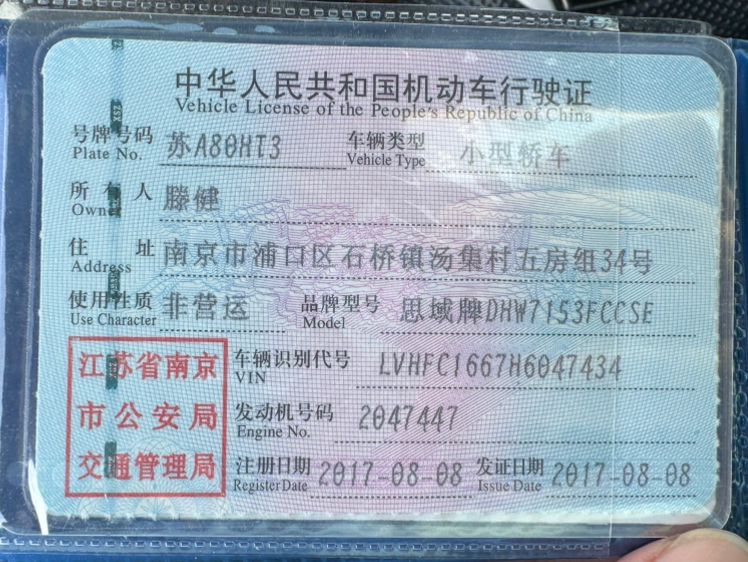 中华人民共和国机动车行驶证
Vehicle License of the People's Republic of China
号牌号码 苏A80HT3 车辆类型 小型轿车
Plate No. Vehicle Type
所有人 滕健
Owner
住址 南京市浦口区石桥镇汤集村五房组34号
Address
使用性质 非营运 品牌型号 思域牌DHW7153FCCSE
Use Character Model
江苏省南京
市公安局
交通管理局
车辆识别代号 LVHFC1667H6047434
VIN
发动机号码 2047447
Engine No.
注册日期 2017-08-08 发证日期 2017-08-08
Register Date Issue Date